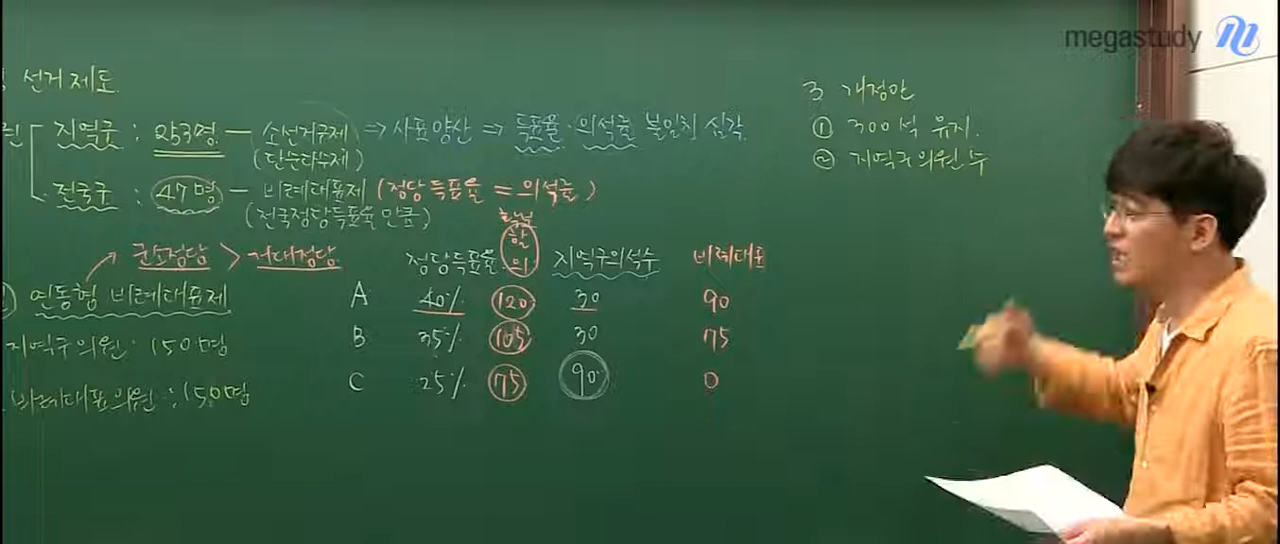 megastudy
선거제도
지역구 : 253명 — 소선거구제 ⇒ 사표양산 ⇒ 득표율·의석율 불일치 심각
(단순다수제)
전국구 : 47명 — 비례대표제 (정당득표율 = 의석율)
(전국정당득표율 만큼)
군소정당 > 거대정당
정당득표율 할 의 지역구의석수 비례대표
연동형 비례대표제
지역구의원 : 150명
비례대표의원 : 150명
A 40% 120 30 90
B 35% 105 30 75
C 25% 75 90 0
3. 개정안
① 300석 유지.
② 지역구의원 수